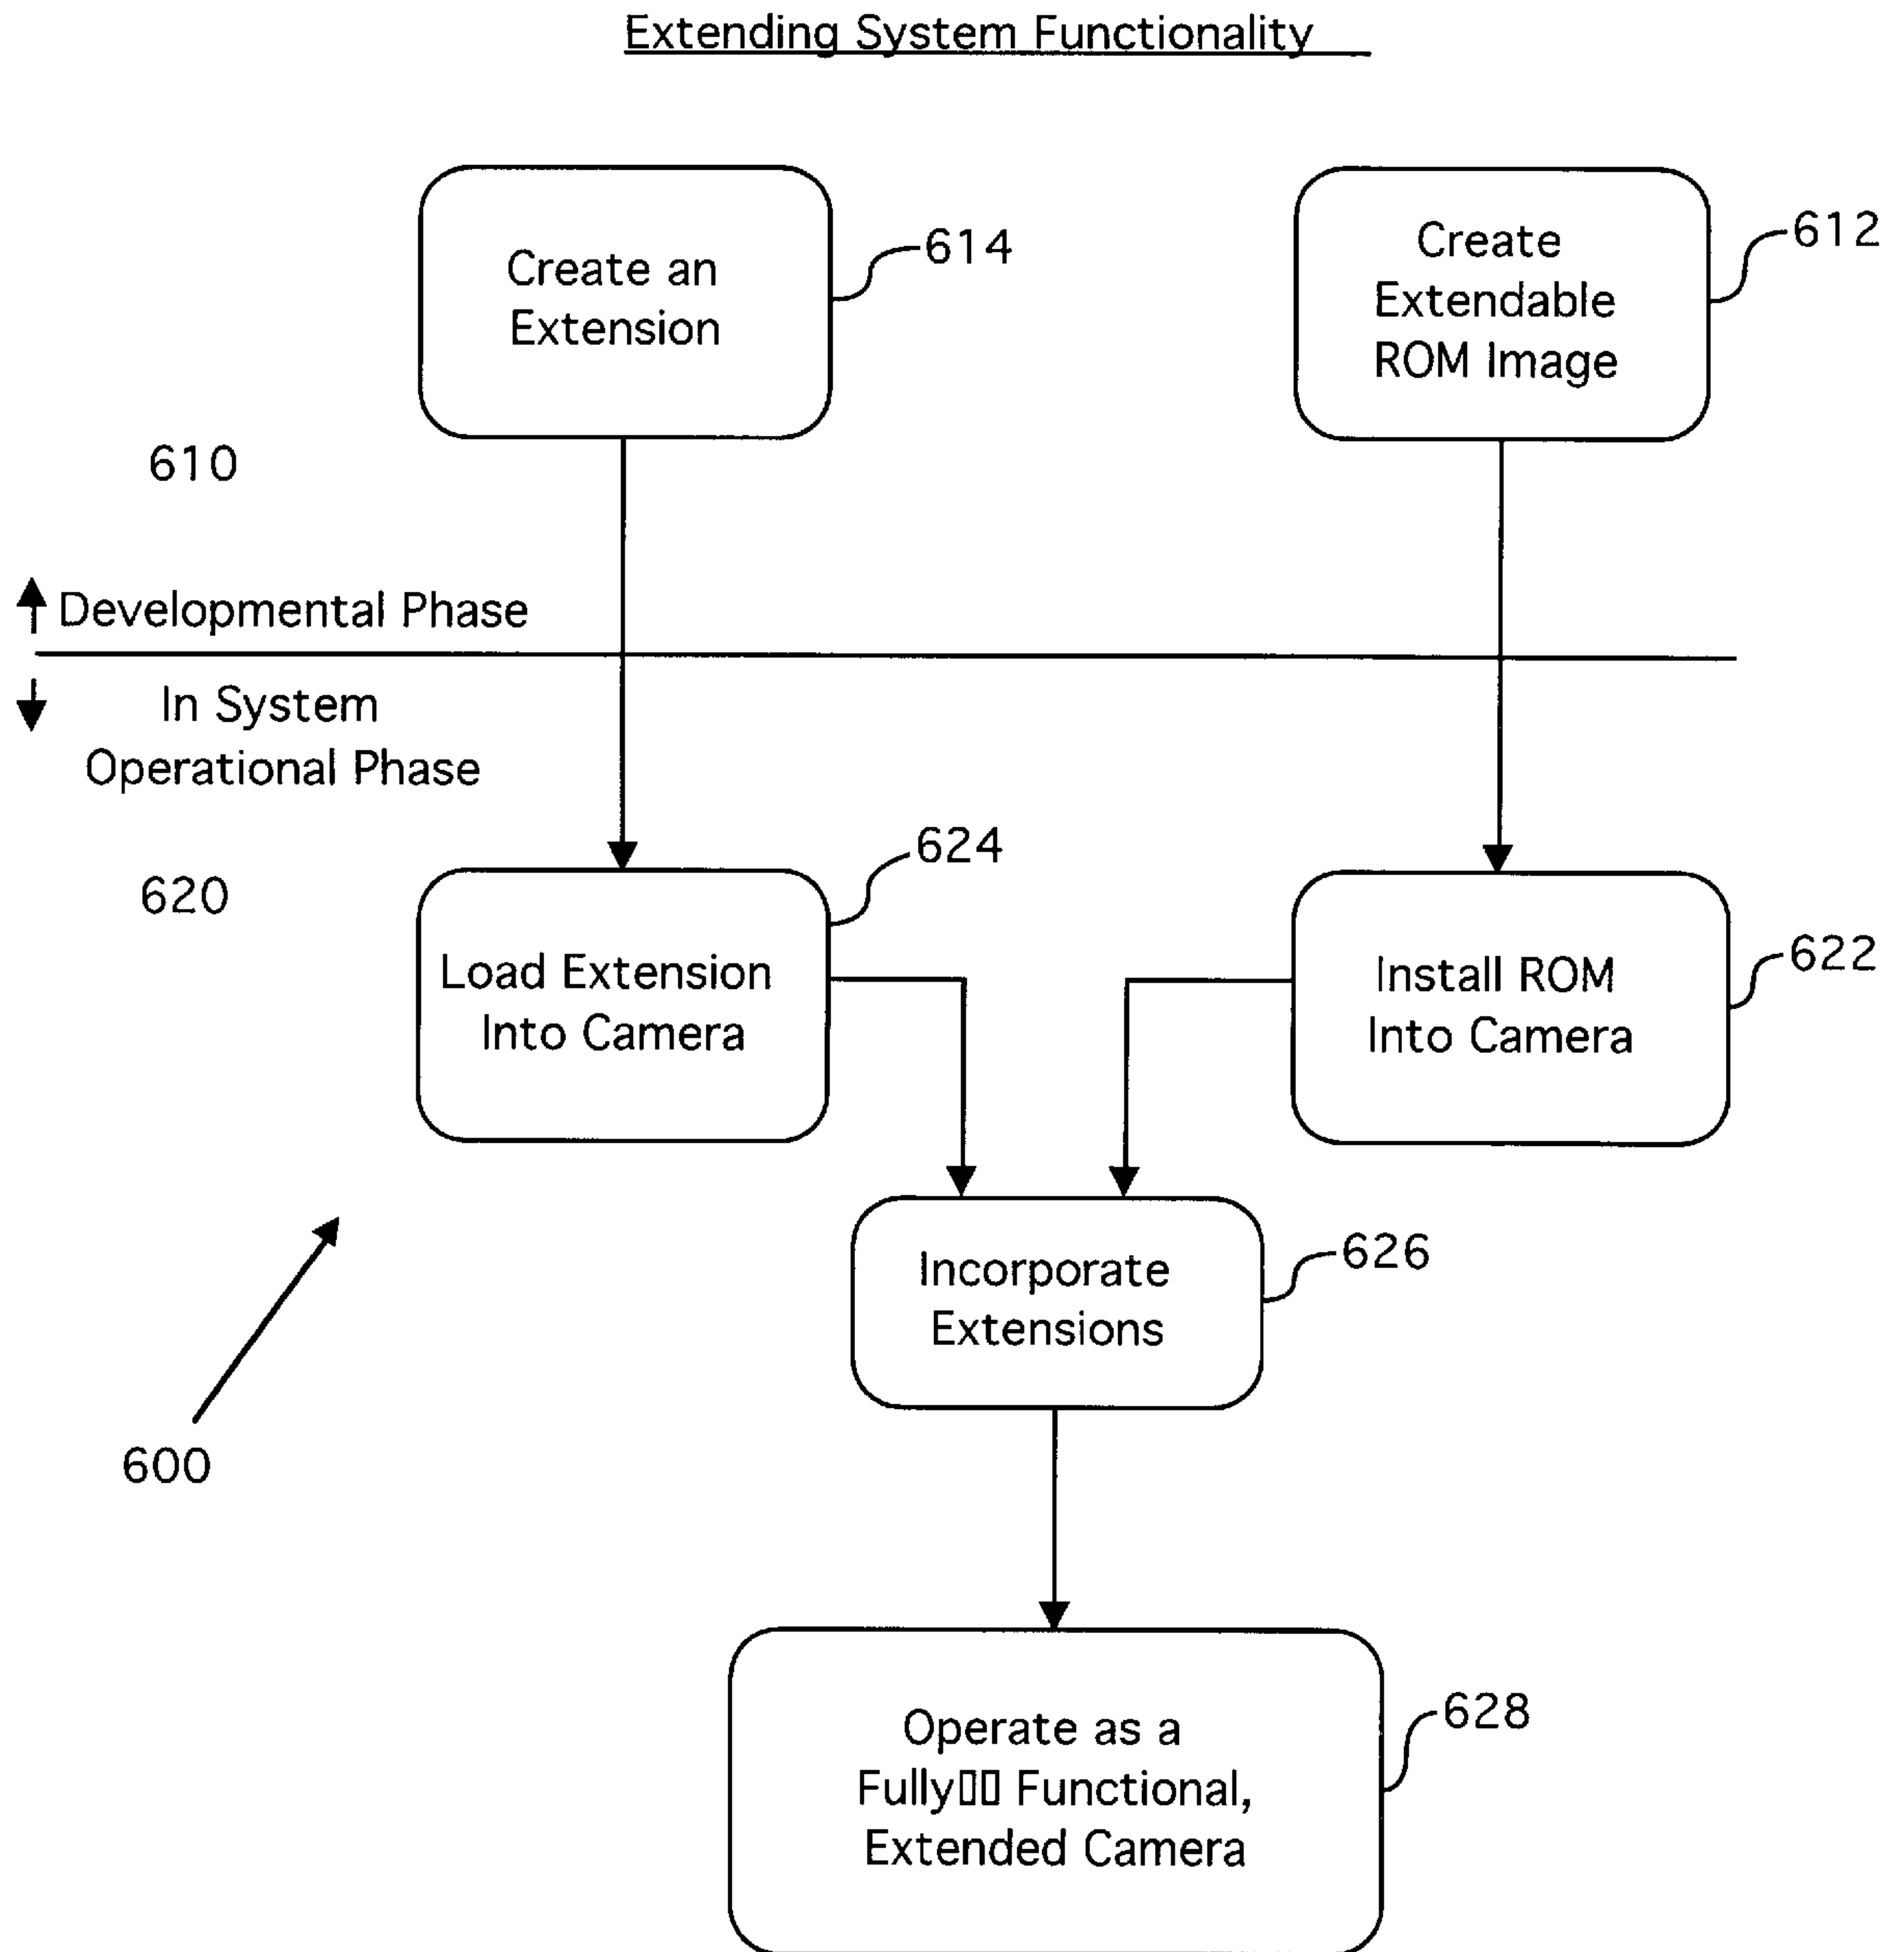 Extending System Functionality
Create an
Extension
614
Create
Extendable
ROM Image
612
610
Developmental Phase
In System
Operational Phase
620
Load Extension
Into Camera
624
Install ROM
Into Camera
622
Incorporate
Extensions
626
600
Operate as a
Fully▯▯ Functional,
Extended Camera
628